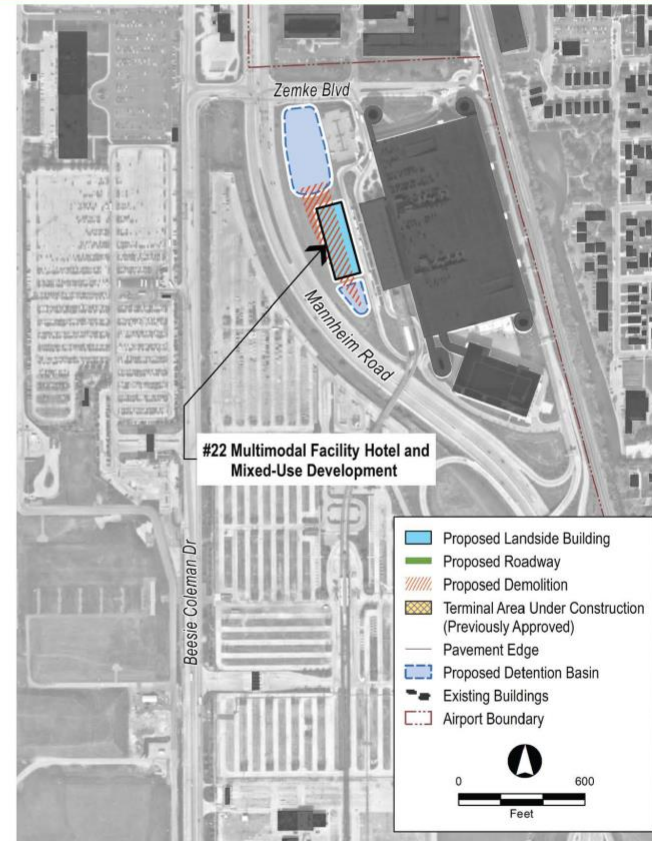 Zemke Blvd
Mannheim Road
#22 Multimodal Facility Hotel and
Mixed-Use Development
Beesie Coleman Dr
Proposed Landside Building
Proposed Roadway
Proposed Demolition
Terminal Area Under Construction
(Previously Approved)
Pavement Edge
Proposed Detention Basin
Existing Buildings
Airport Boundary
0 600
Feet